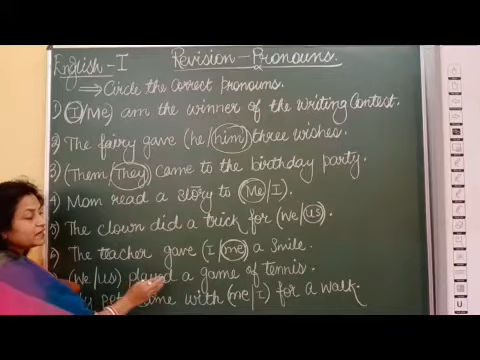 English - I Revision - Pronouns.
⇒ Circle the Correct pronouns.
1) (I/Me) am the winner of the Writing Contest.
2) The fairy gave (he/him) three wishes.
3) (Them/They) Came to the birthday party.
4) Mom read a story to (Me/I).
5) The clown did a trick for (we/us).
6) The teacher gave (I/me) a smile.
(we/us) played a game of tennis.
pet came with (me/I) for a walk.